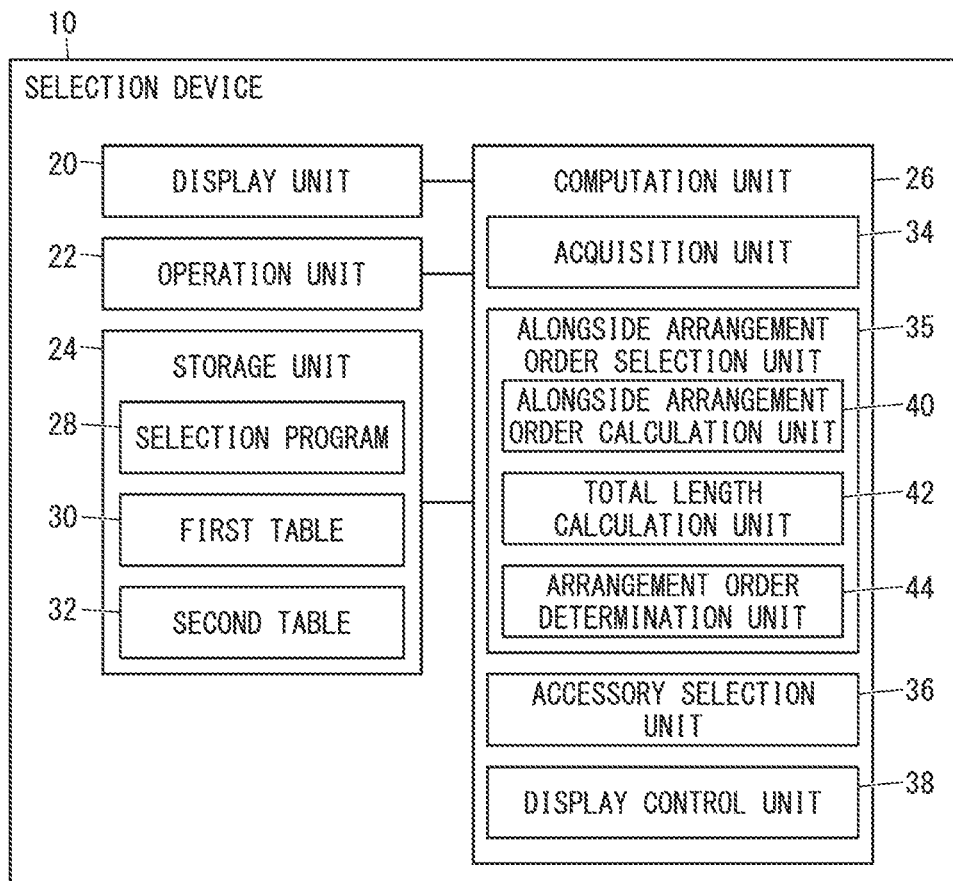 10
SELECTION DEVICE
20
DISPLAY UNIT
22
OPERATION UNIT
24
STORAGE UNIT
28
SELECTION PROGRAM
30
FIRST TABLE
32
SECOND TABLE
COMPUTATION UNIT
26
ACQUISITION UNIT
34
ALONGSIDE ARRANGEMENT
ORDER SELECTION UNIT
35
ALONGSIDE ARRANGEMENT
ORDER CALCULATION UNIT
40
TOTAL LENGTH
CALCULATION UNIT
42
ARRANGEMENT ORDER
DETERMINATION UNIT
44
ACCESSORY SELECTION
UNIT
36
DISPLAY CONTROL UNIT
38